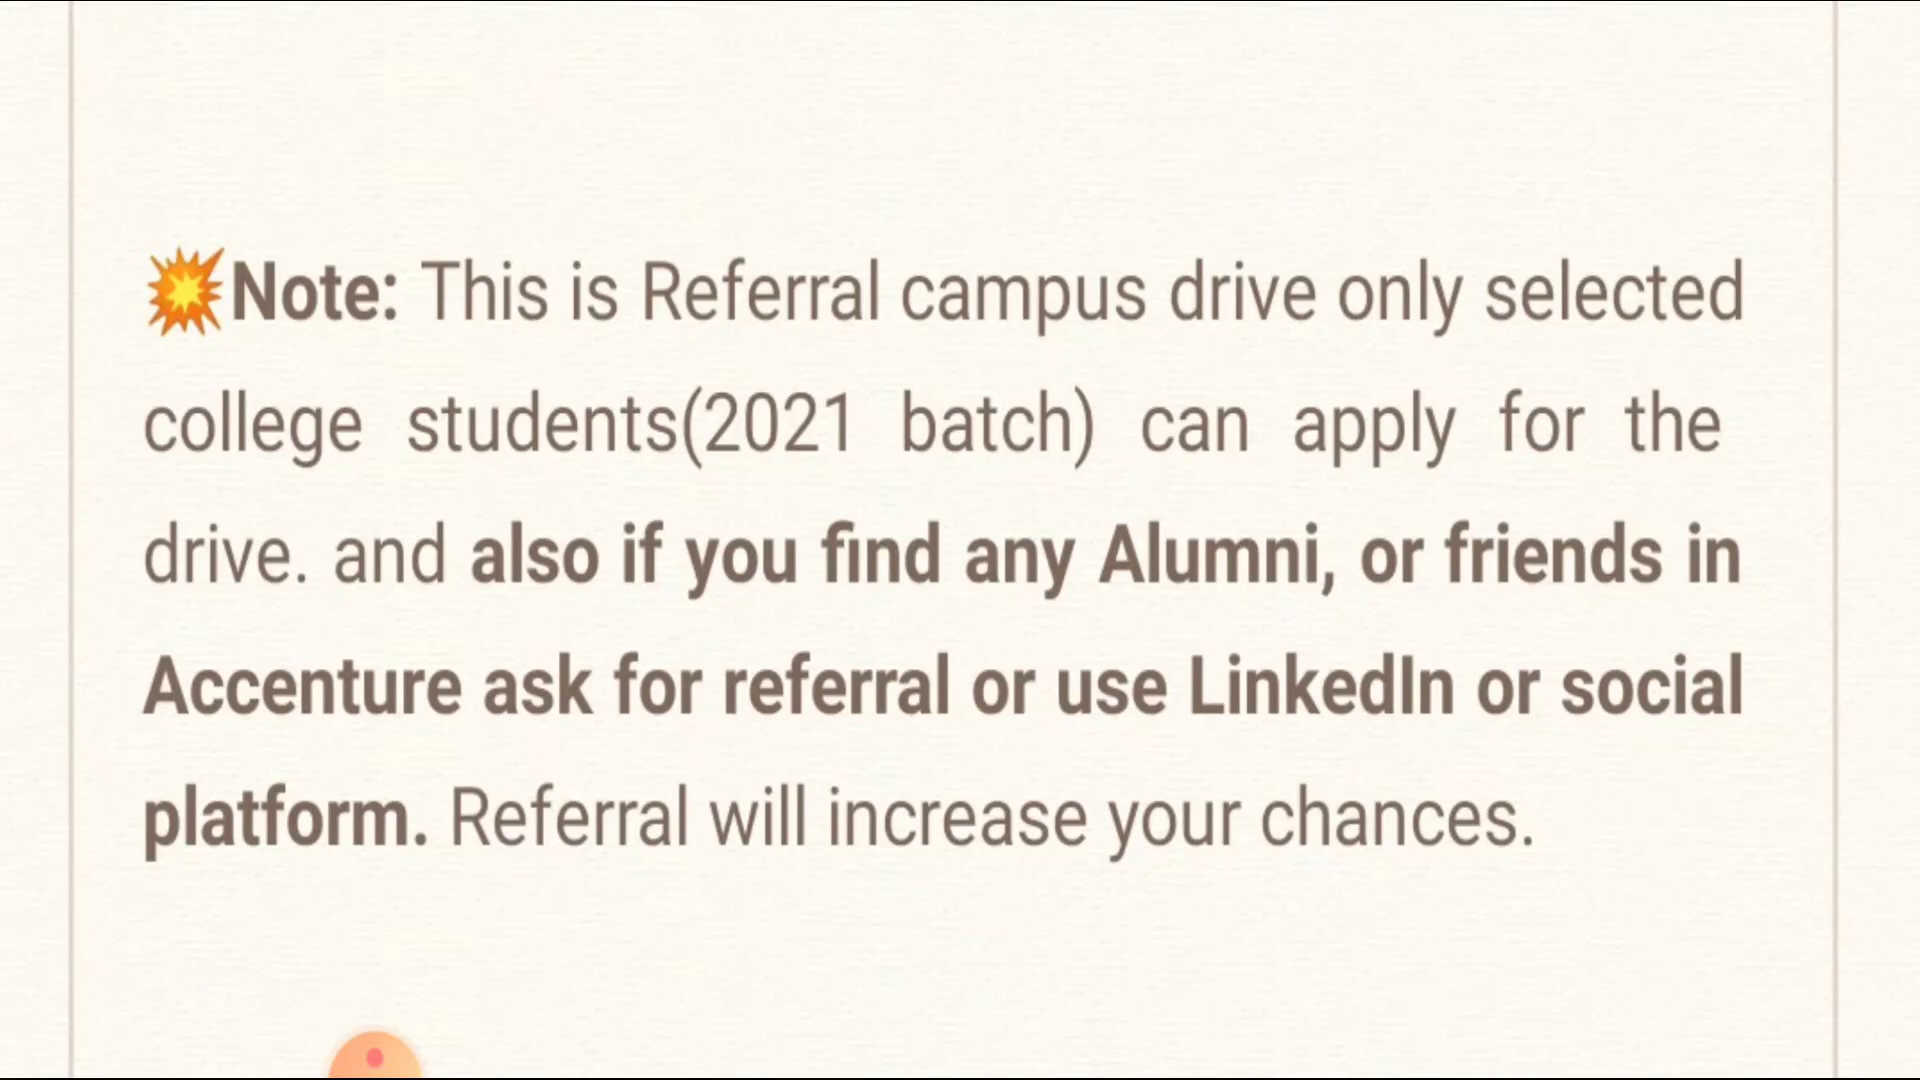 💥Note: This is Referral campus drive only selected
college students(2021 batch) can apply for the
drive. and also if you find any Alumni, or friends in
Accenture ask for referral or use LinkedIn or social
platform. Referral will increase your chances.